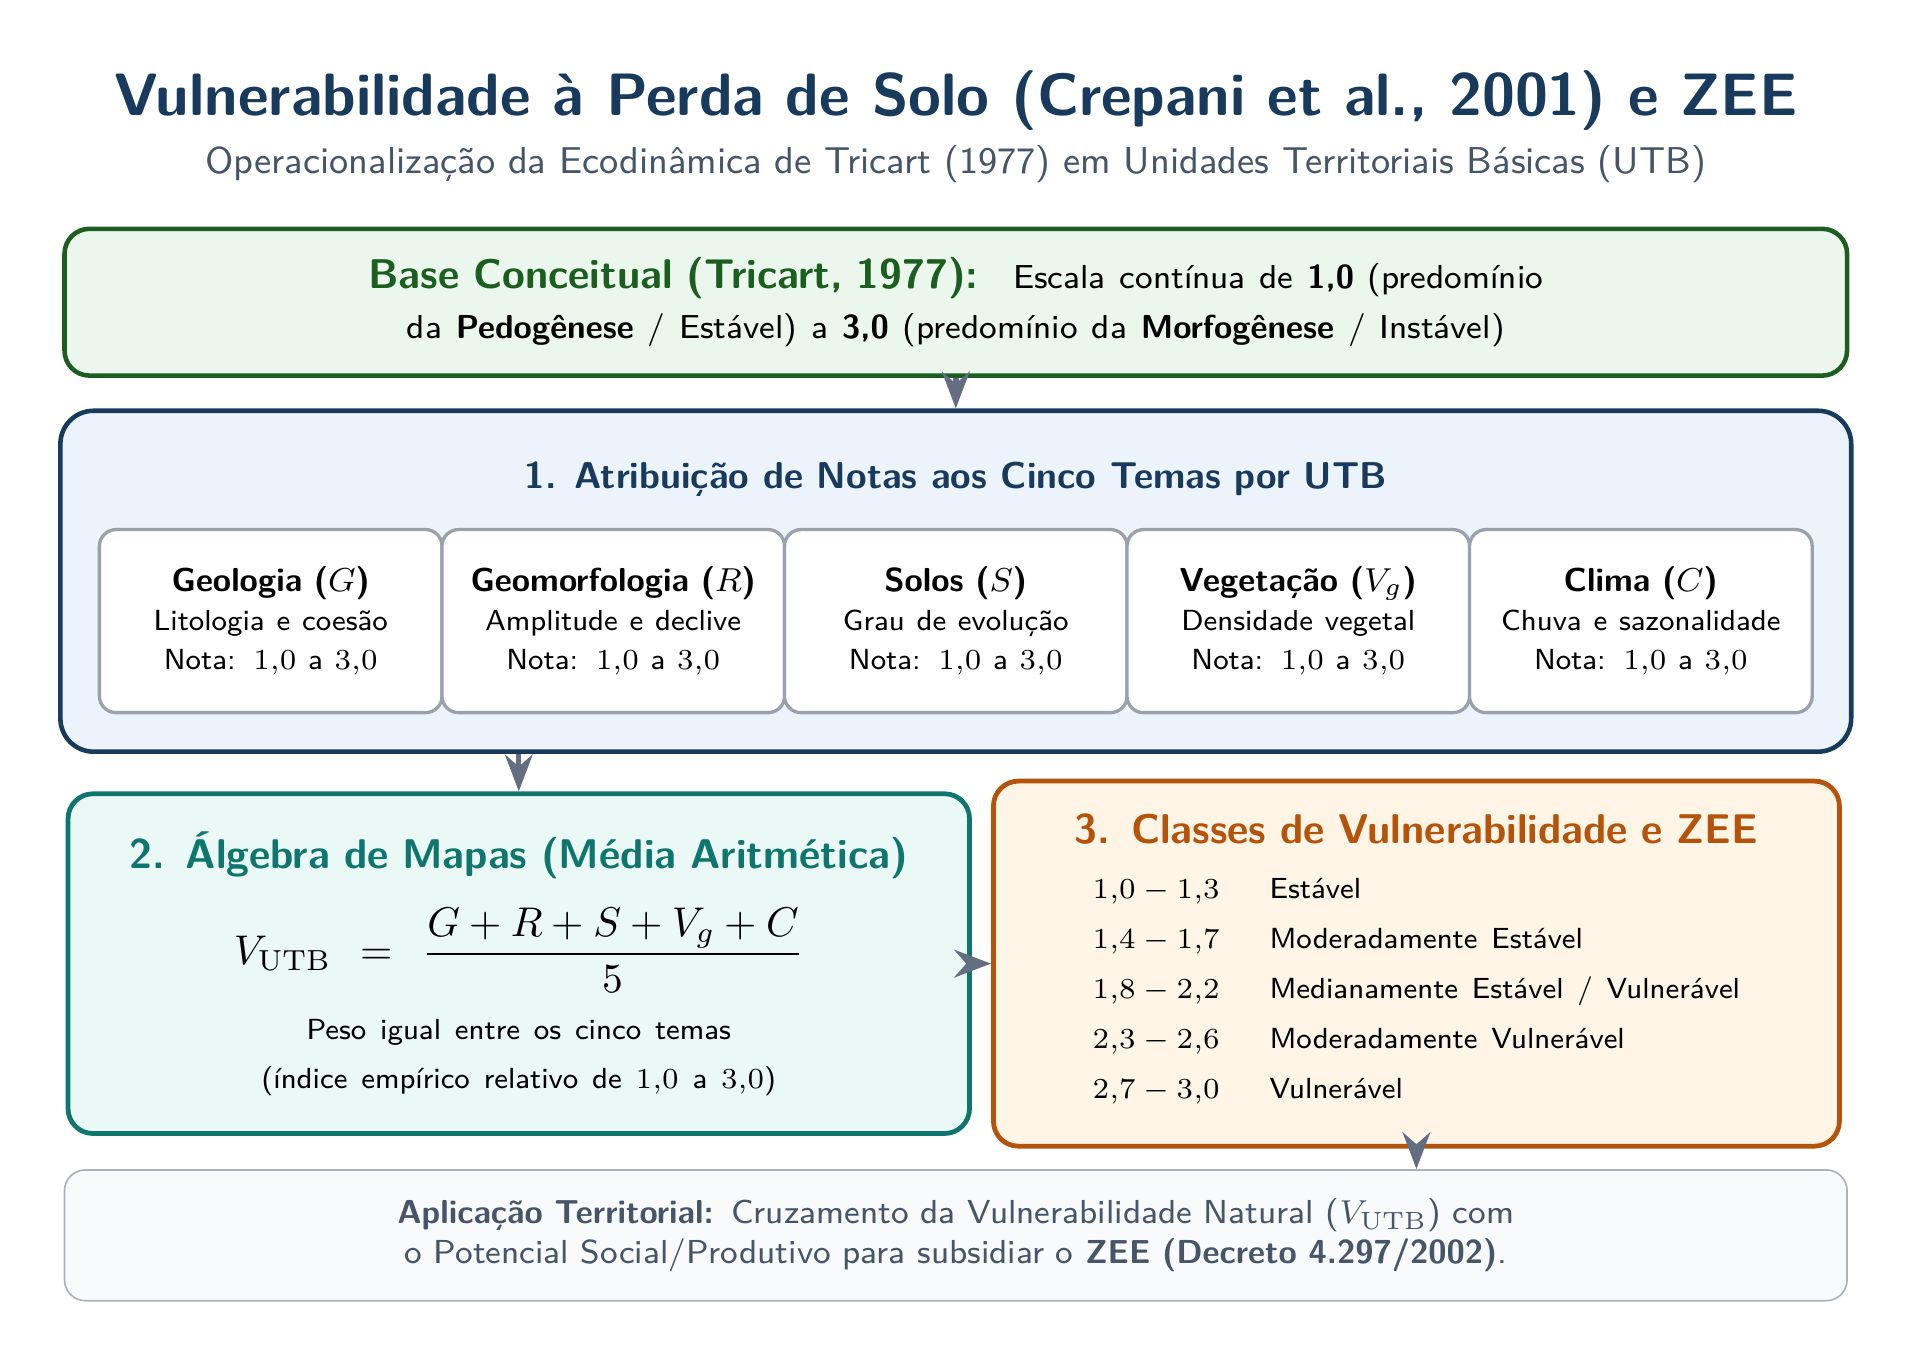 Vulnerabilidade à Perda de Solo (Crepani et al., 2001) e ZEE
Operacionalização da Ecodinâmica de Tricart (1977) em Unidades Territoriais Básicas (UTB)
Base Conceitual (Tricart, 1977): Escala contínua de 1,0 (predomínio
da Pedogênese / Estável) a 3,0 (predomínio da Morfogênese / Instável)
1. Atribuição de Notas aos Cinco Temas por UTB
Geologia (G)
Litologia e coesão
Nota: 1,0 a 3,0
Geomorfologia (R)
Amplitude e declive
Nota: 1,0 a 3,0
Solos (S)
Grau de evolução
Nota: 1,0 a 3,0
Vegetação (V_g)
Densidade vegetal
Nota: 1,0 a 3,0
Clima (C)
Chuva e sazonalidade
Nota: 1,0 a 3,0
2. Álgebra de Mapas (Média Aritmética)
V_UTB = (G + R + S + V_g + C) / 5
Peso igual entre os cinco temas
(índice empírico relativo de 1,0 a 3,0)
3. Classes de Vulnerabilidade e ZEE
1,0 – 1,3 Estável
1,4 – 1,7 Moderadamente Estável
1,8 – 2,2 Medianamente Estável / Vulnerável
2,3 – 2,6 Moderadamente Vulnerável
2,7 – 3,0 Vulnerável
Aplicação Territorial: Cruzamento da Vulnerabilidade Natural (V_UTB) com
o Potencial Social/Produtivo para subsidiar o ZEE (Decreto 4.297/2002).